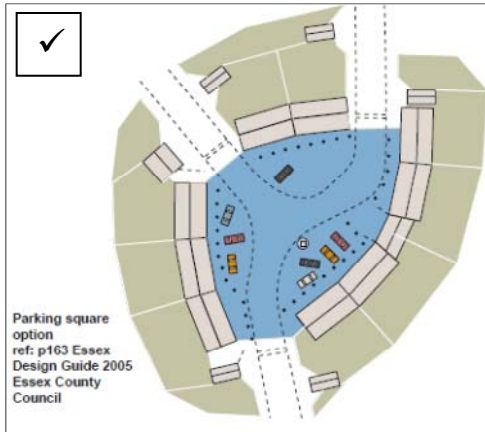 Parking square
option
ref: p163 Essex
Design Guide 2005
Essex County
Council